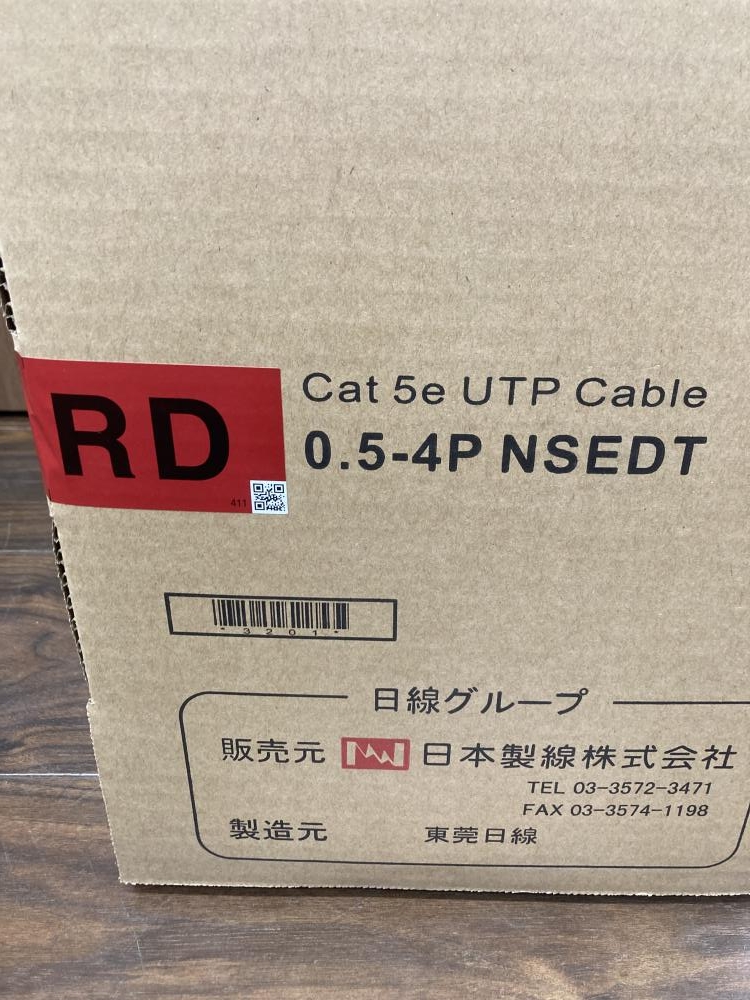 RD
411
Cat 5e UTP Cable
0.5-4P NSEDT
*3201*
日線グループ
販売元 日本製線株式会社
TEL 03-3572-3471
FAX 03-3574-1198
製造元 東莞日線